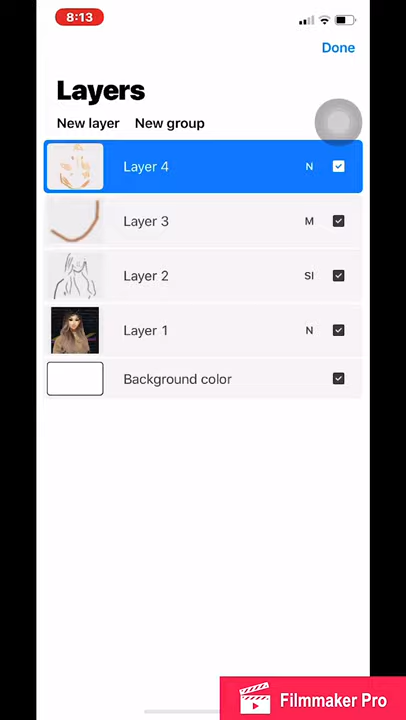 8:13
Done
Layers
New layer New group
Layer 4 N
Layer 3 M
Layer 2 SI
Layer 1 N
Background color
Filmmaker Pro